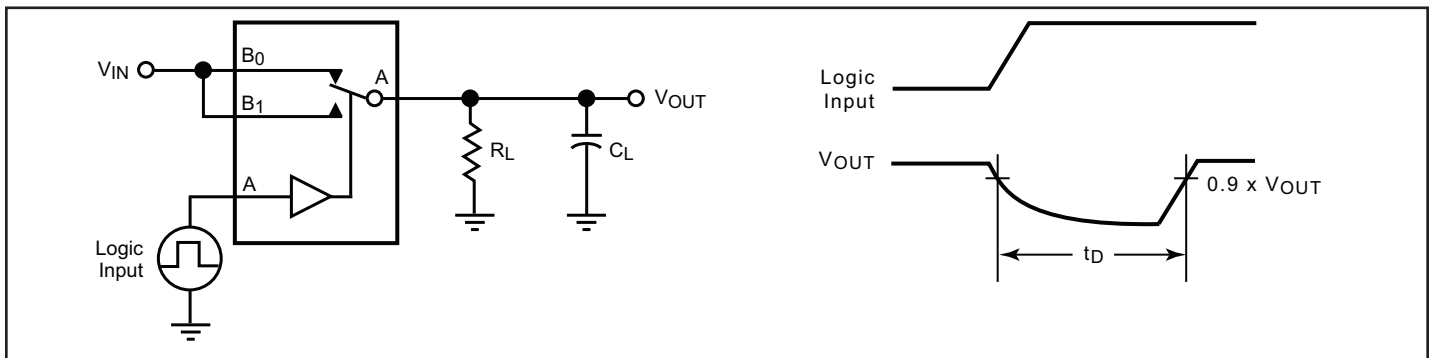 VIN
B0
B1
A
VOUT
RL
CL
A
Logic
Input
Logic
Input
VOUT
0.9 x VOUT
tD